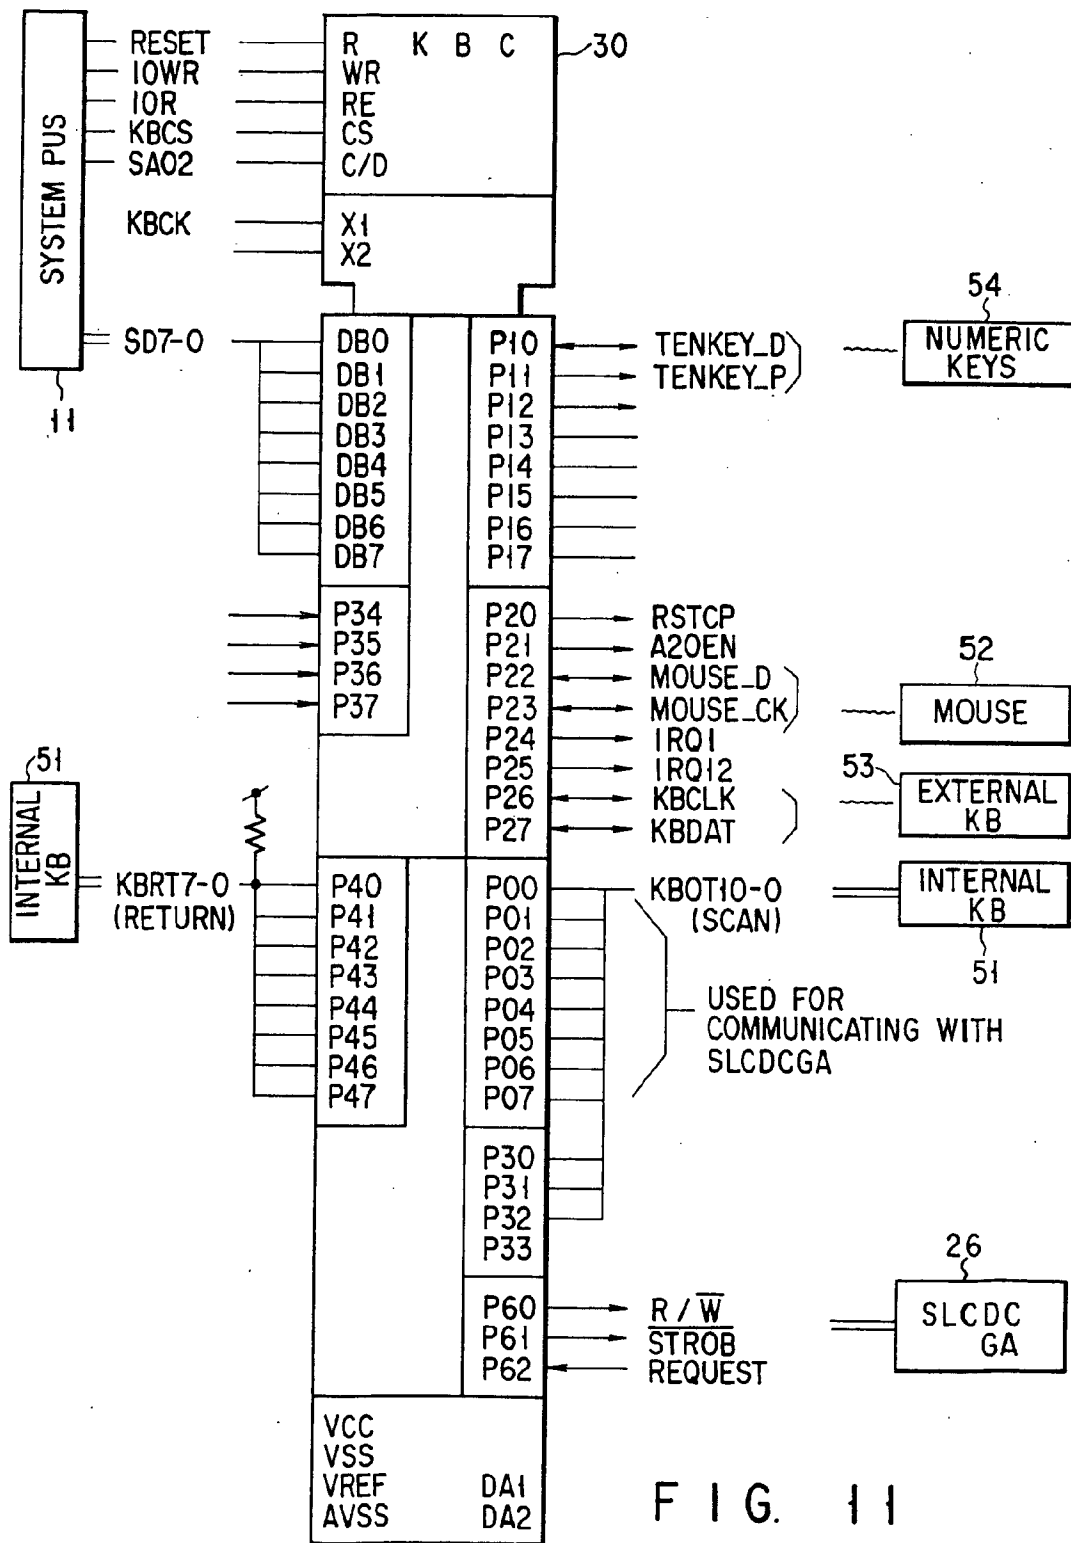 SYSTEM PUS
11
RESET
IOWR
IOR
KBCS
SA02
KBCK
SD7-0
R K B C
WR
RE
CS
C/D
X1
X2
30
DB0
DB1
DB2
DB3
DB4
DB5
DB6
DB7
P34
P35
P36
P37
P10
P11
P12
P13
P14
P15
P16
P17
TENKEY_D
TENKEY_P
54
NUMERIC
KEYS
P20
P21
P22
P23
P24
P25
P26
P27
RSTCP
A20EN
MOUSE_D
MOUSE_CK
IRQ1
IRQ12
KBCLK
KBDAT
52
MOUSE
53
EXTERNAL
KB
51
INTERNAL
KB
KBRT7-0
(RETURN)
P40
P41
P42
P43
P44
P45
P46
P47
P00
P01
P02
P03
P04
P05
P06
P07
KBOT10-0
(SCAN)
INTERNAL
KB
51
USED FOR
COMMUNICATING WITH
SLCDCGA
P30
P31
P32
P33
P60
P61
P62
R / W̅
S̅T̅R̅O̅B̅
REQUEST
26
SLCDC
GA
VCC
VSS
VREF DA1
AVSS DA2
FIG. 11